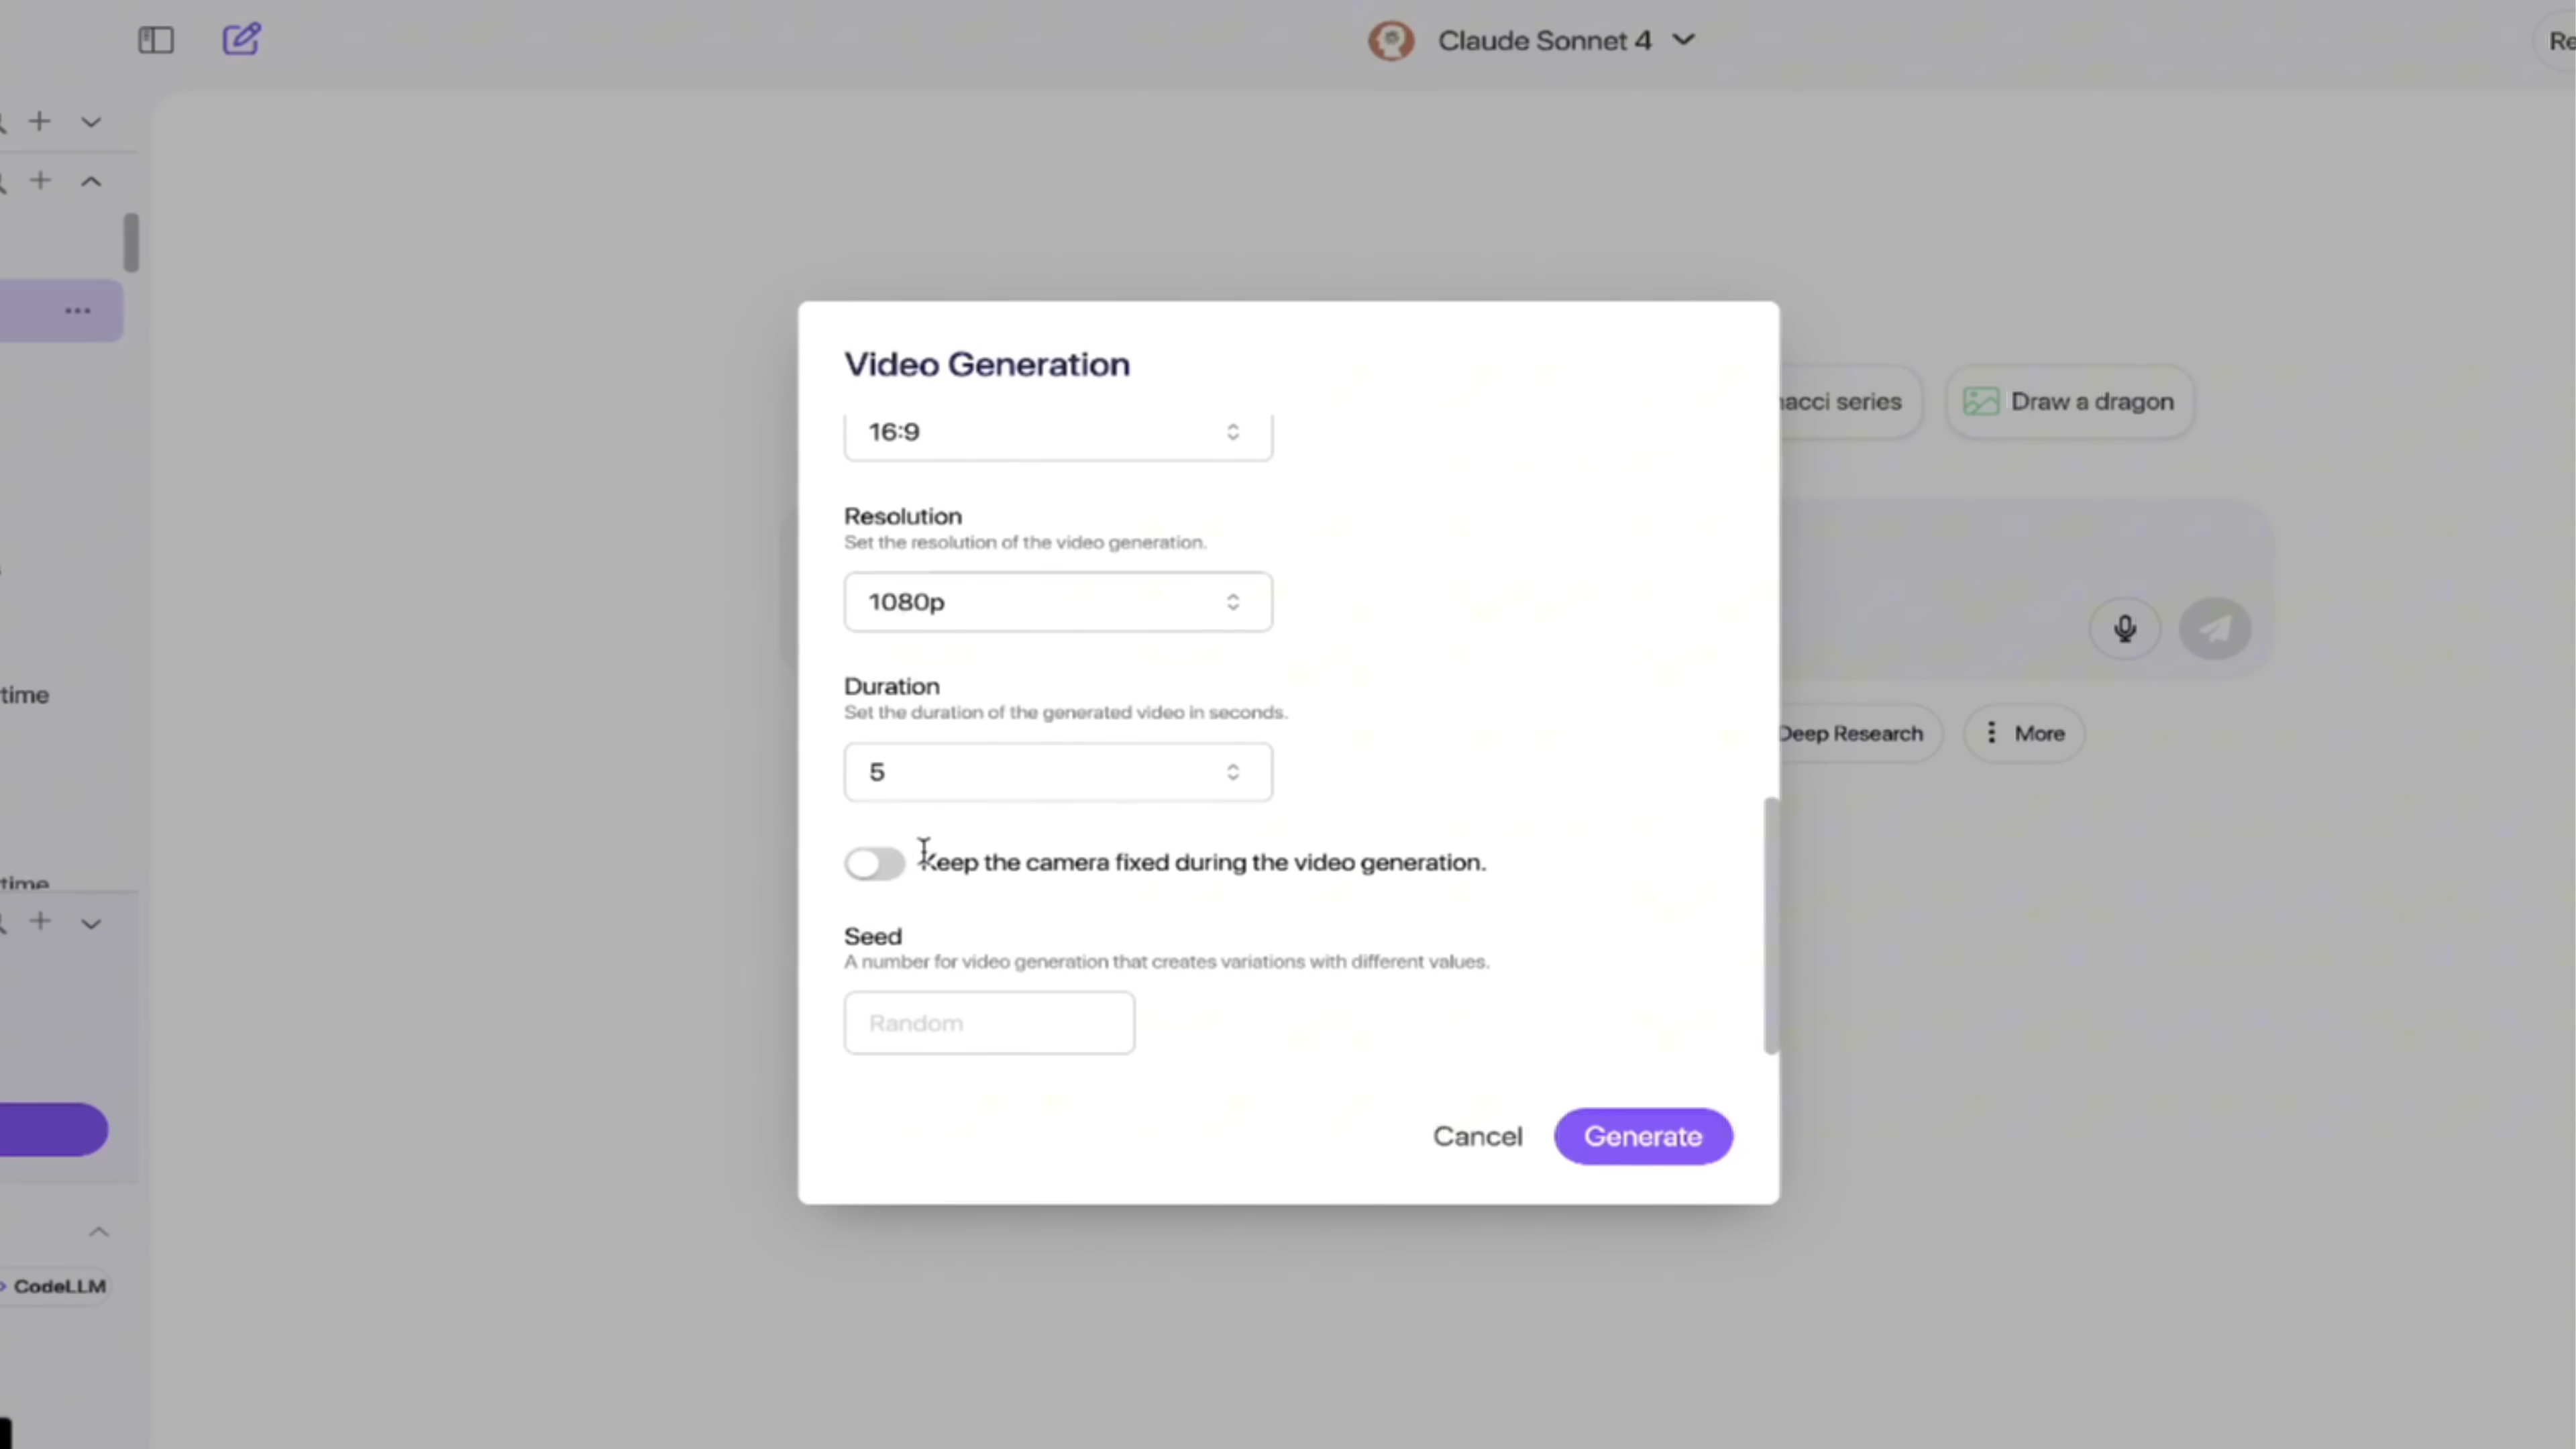 Claude Sonnet 4
Re
time
time
CodeLLM
Video Generation
16:9
Resolution
Set the resolution of the video generation.
1080p
Duration
Set the duration of the generated video in seconds.
5
Keep the camera fixed during the video generation.
Seed
A number for video generation that creates variations with different values.
Random
Cancel
Generate
nacci series
Draw a dragon
Deep Research
More